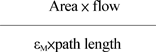 Area × flow
ε_M×path length